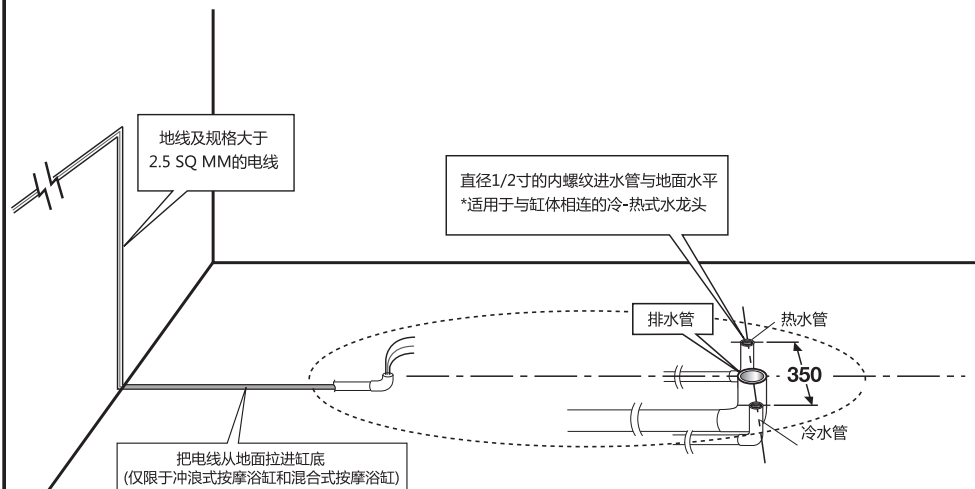 地线及规格大于
2.5 SQ MM的电线
直径1/2寸的内螺纹进水管与地面水平
*适用于与缸体相连的冷-热式水龙头
排水管
热水管
350
冷水管
把电线从地面拉进缸底
(仅限于冲浪式按摩浴缸和混合式按摩浴缸)